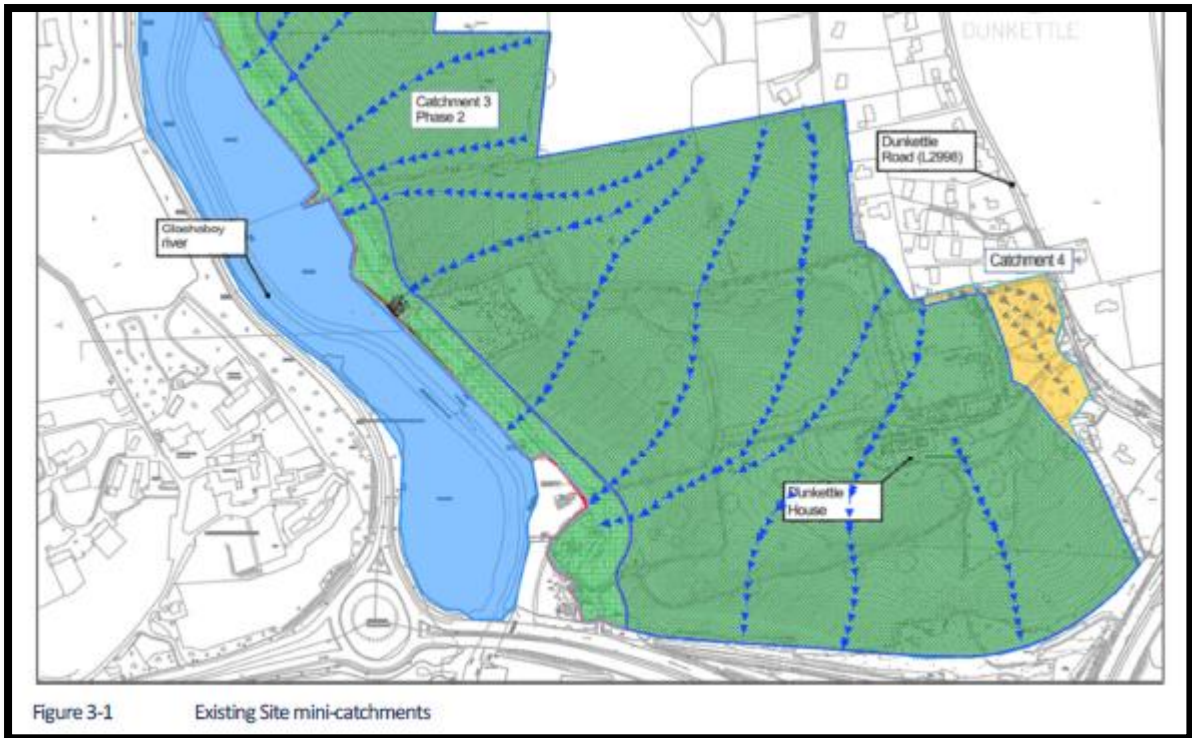 DUNKETTLE
Catchment 3
Phase 2
Dunkettle
Road (L2998)
Glashaboy
river
Catchment 4
Dunkettle
House
Figure 3-1 Existing Site mini-catchments